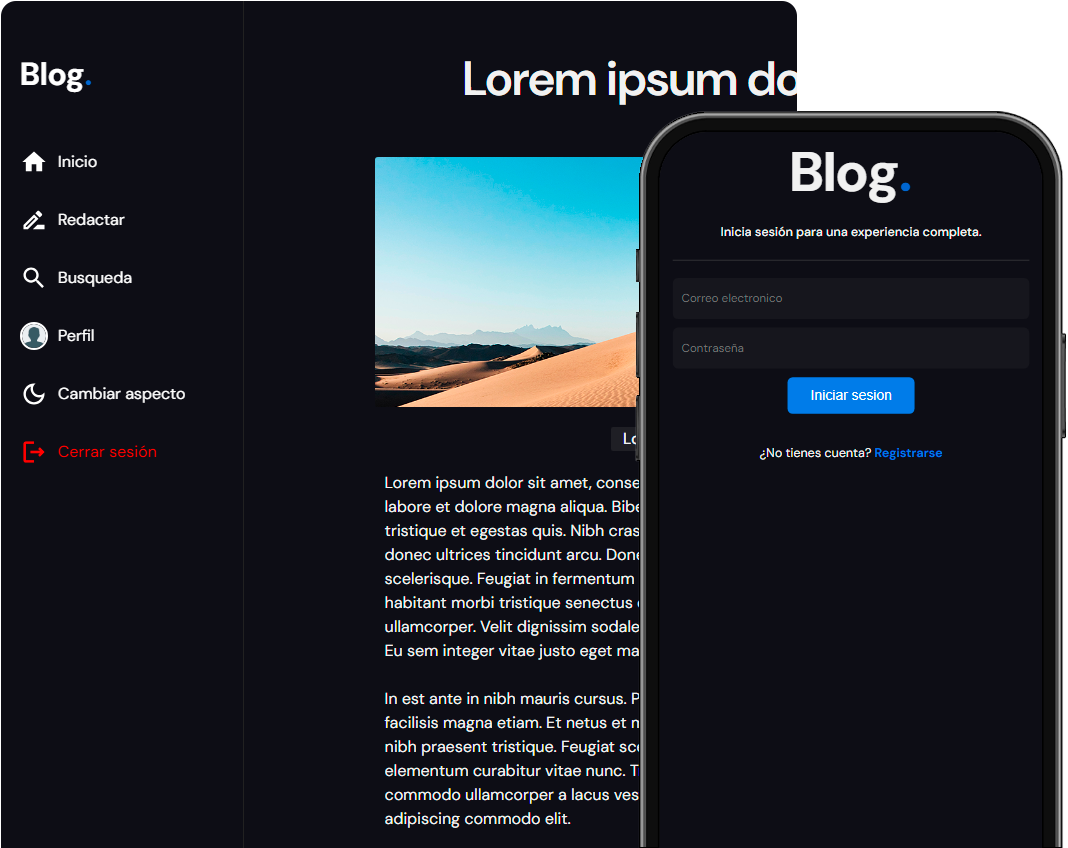 Blog.
Inicio
Redactar
Busqueda
Perfil
Cambiar aspecto
Cerrar sesión
Lorem ipsum do
Lorem ipsum dolor sit amet, conse
labore et dolore magna aliqua. Bibe
tristique et egestas quis. Nibh cras
donec ultrices tincidunt arcu. Done
scelerisque. Feugiat in fermentum
habitant morbi tristique senectus
ullamcorper. Velit dignissim sodale
Eu sem integer vitae justo eget ma
In est ante in nibh mauris cursus. P
facilisis magna etiam. Et netus et
nibh praesent tristique. Feugiat sc
elementum curabitur vitae nunc. T
commodo ullamcorper a lacus ves
adipiscing commodo elit.
Blog.
Inicia sesión para una experiencia completa.
Correo electronico
Contraseña
Iniciar sesion
¿No tienes cuenta? Registrarse